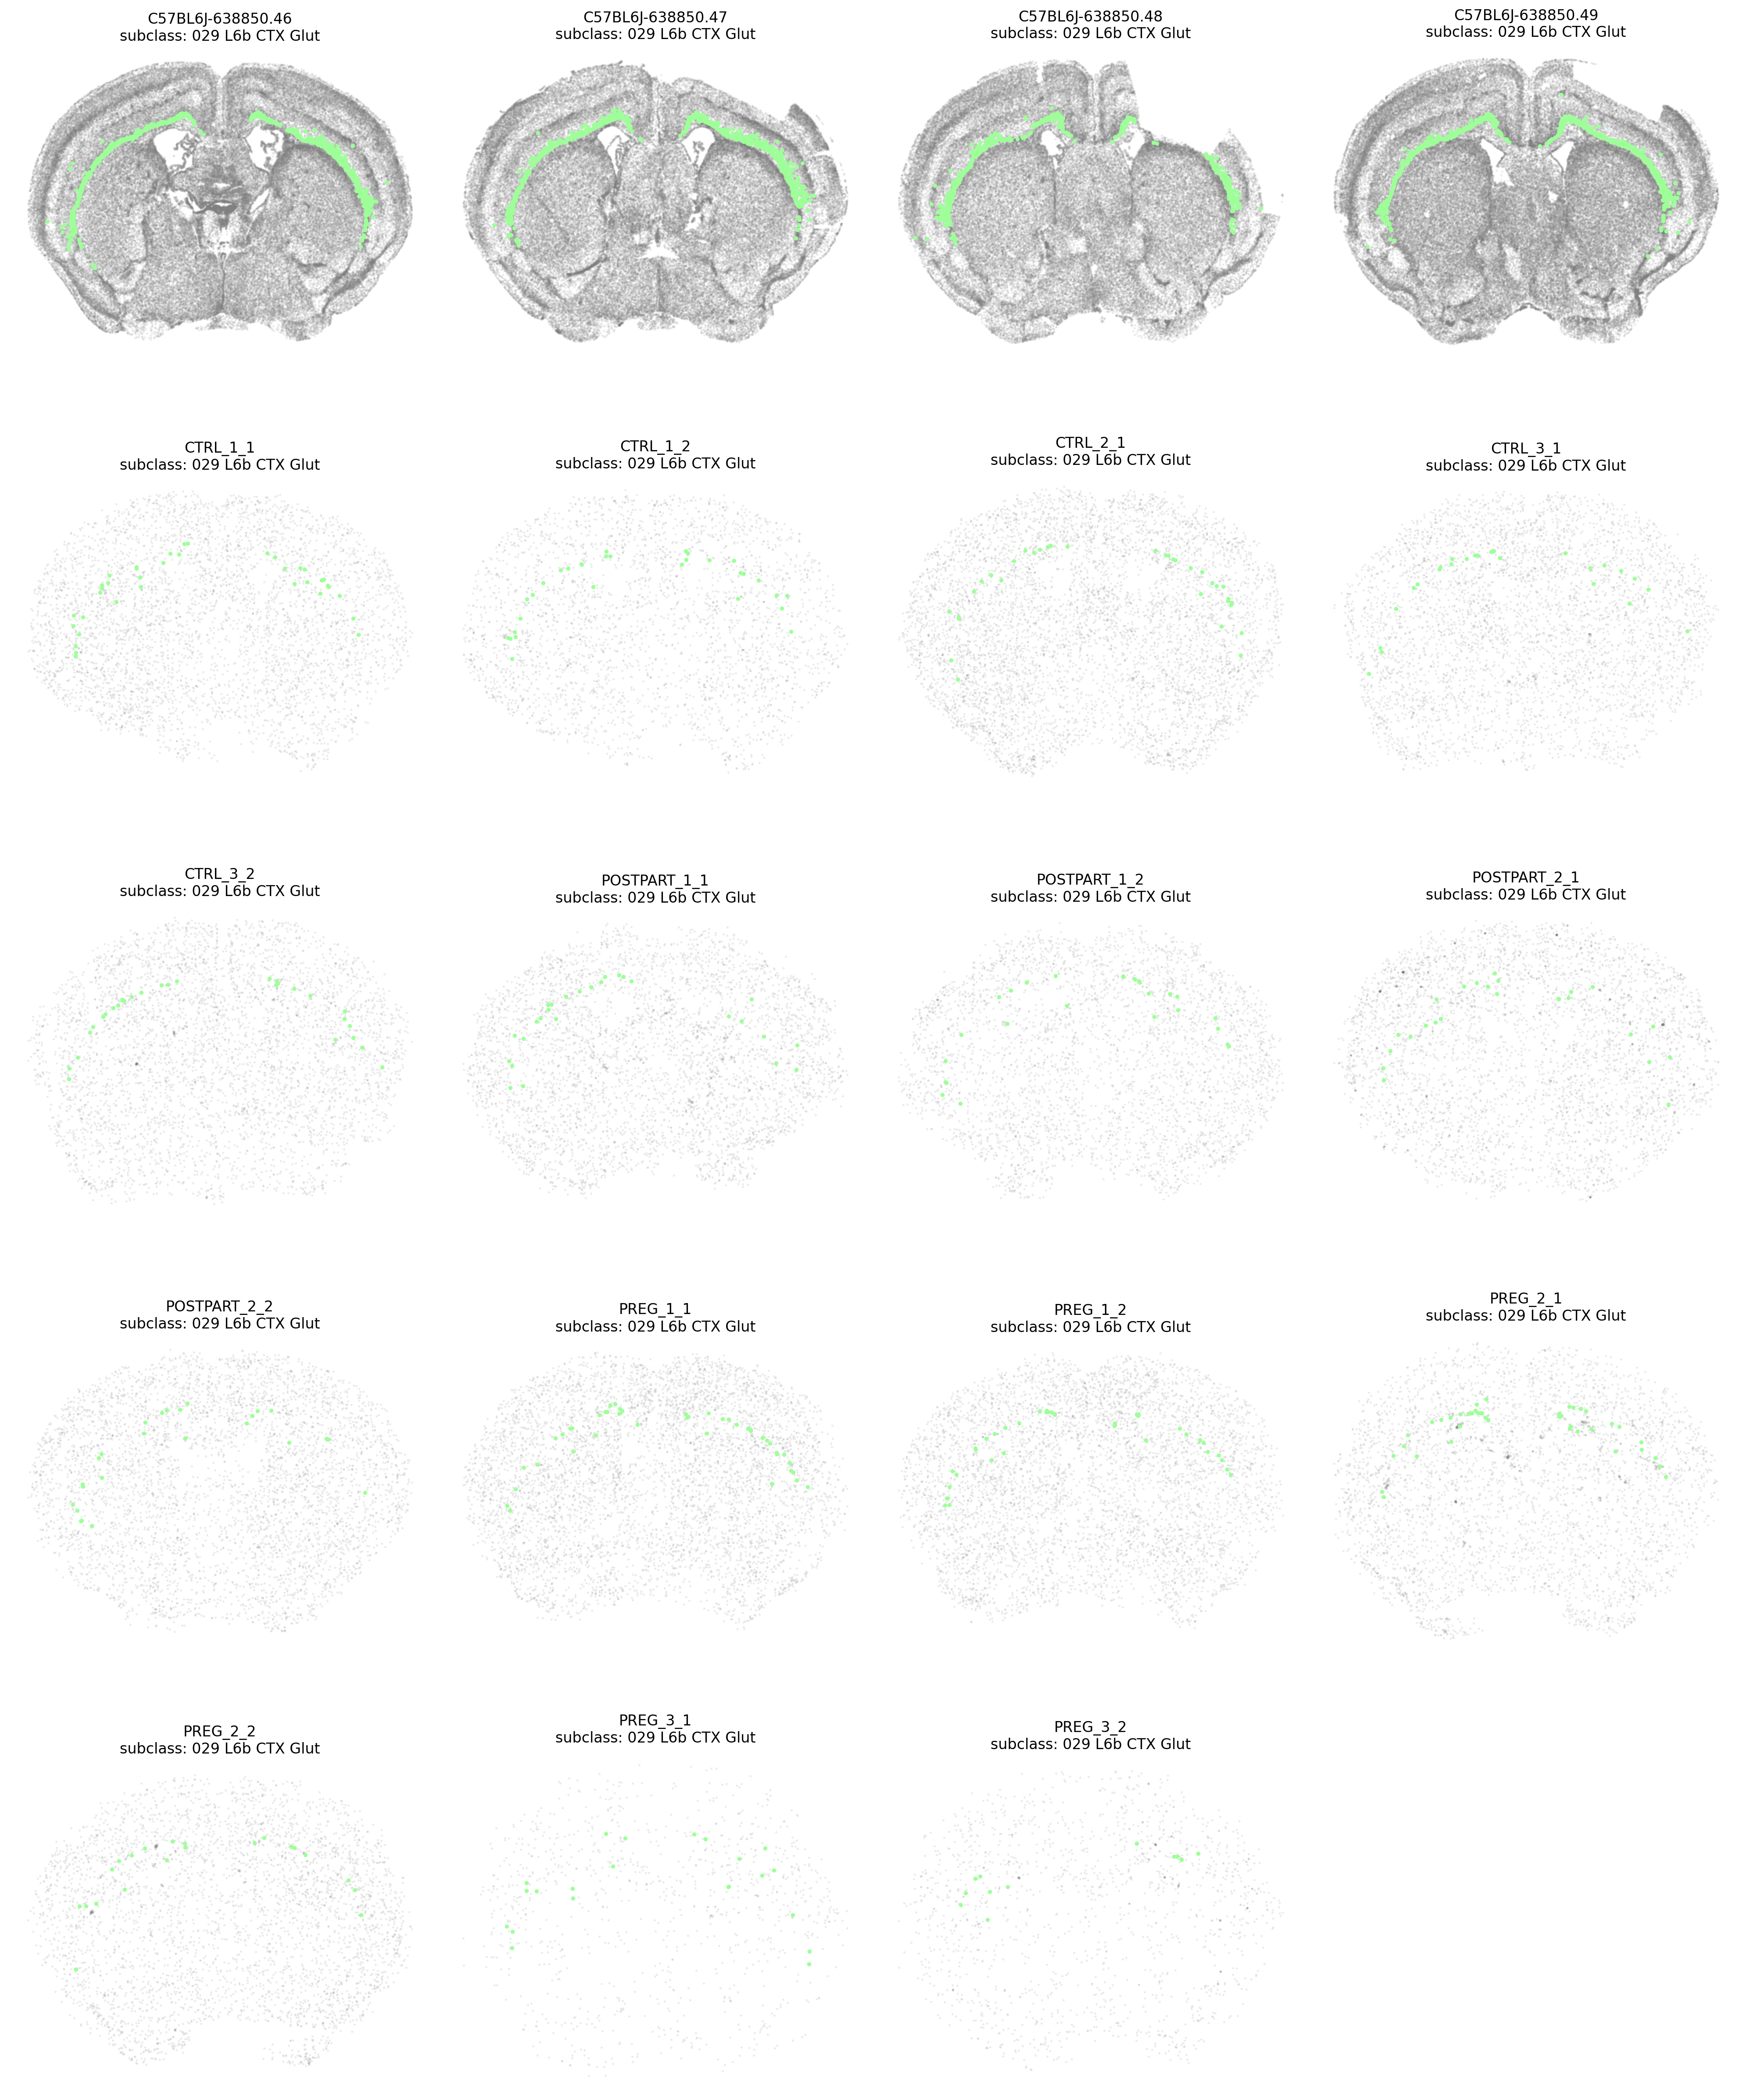 C57BL6J-638850.46
subclass: 029 L6b CTX Glut
C57BL6J-638850.47
subclass: 029 L6b CTX Glut
C57BL6J-638850.48
subclass: 029 L6b CTX Glut
C57BL6J-638850.49
subclass: 029 L6b CTX Glut
CTRL_1_1
subclass: 029 L6b CTX Glut
CTRL_1_2
subclass: 029 L6b CTX Glut
CTRL_2_1
subclass: 029 L6b CTX Glut
CTRL_3_1
subclass: 029 L6b CTX Glut
CTRL_3_2
subclass: 029 L6b CTX Glut
POSTPART_1_1
subclass: 029 L6b CTX Glut
POSTPART_1_2
subclass: 029 L6b CTX Glut
POSTPART_2_1
subclass: 029 L6b CTX Glut
POSTPART_2_2
subclass: 029 L6b CTX Glut
PREG_1_1
subclass: 029 L6b CTX Glut
PREG_1_2
subclass: 029 L6b CTX Glut
PREG_2_1
subclass: 029 L6b CTX Glut
PREG_2_2
subclass: 029 L6b CTX Glut
PREG_3_1
subclass: 029 L6b CTX Glut
PREG_3_2
subclass: 029 L6b CTX Glut